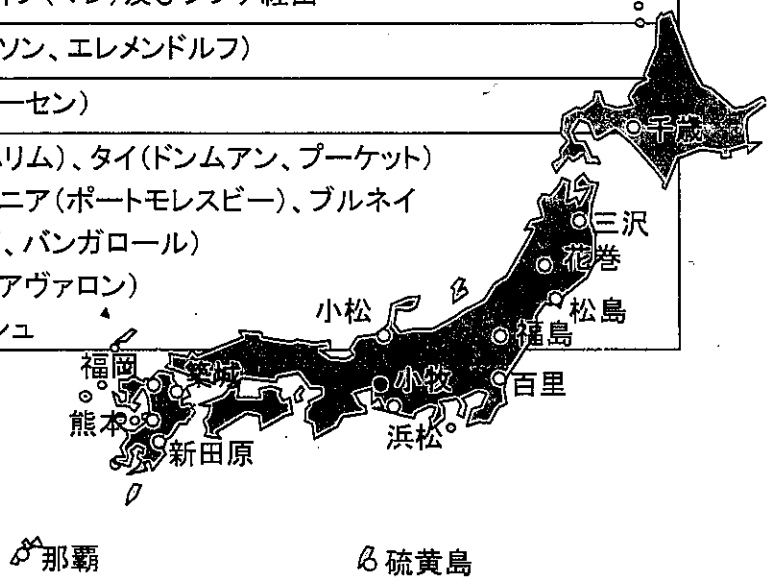 ソン、エレメンドルフ)
ーセン)
リム)、タイ(ドンムアン、プーケット)
ニア(ポートモレスビー)、ブルネイ
、バンガロール)
アヴァロン)
シュ
千歳
三沢
花巻
松島
小松
福島
福岡
築城
小牧
百里
熊本
浜松
新田原
那覇
硫黄島